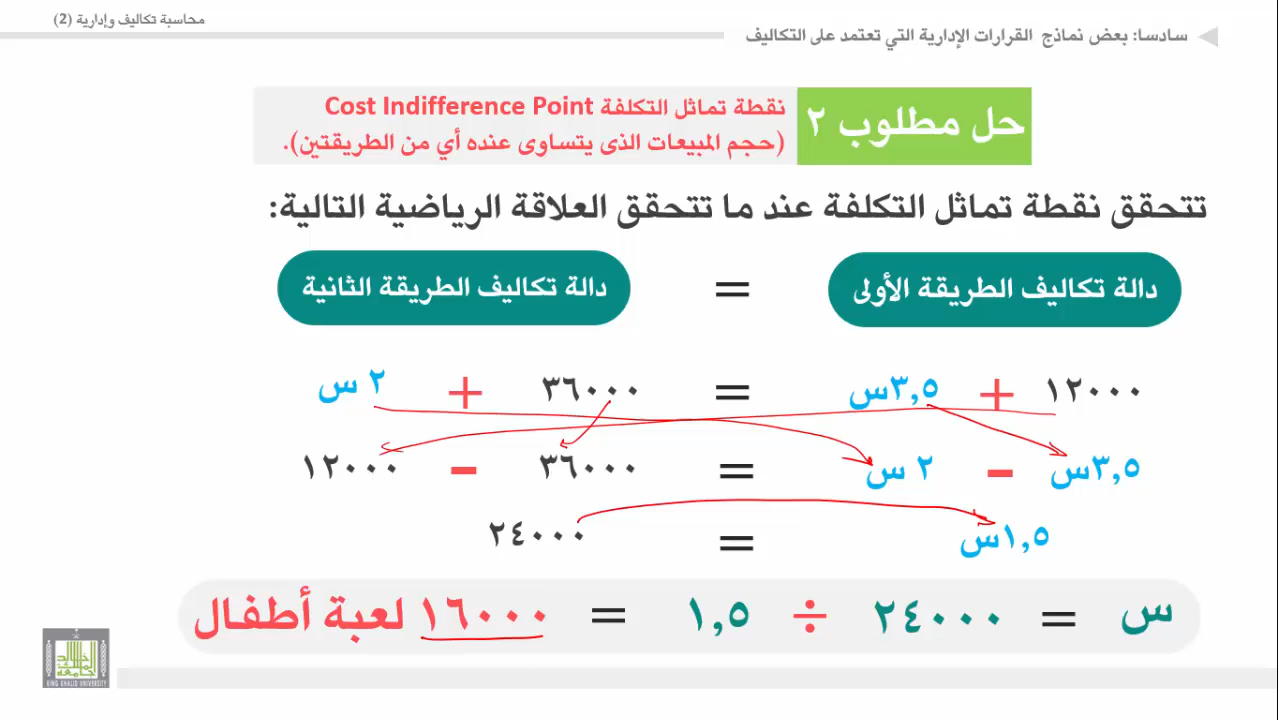 محاسبة تكاليف وإدارية (2)
سادسا: بعض نماذج القرارات الإدارية التي تعتمد على التكاليف
حل مطلوب ٢
نقطة تماثل التكلفة Cost Indifference Point
(حجم المبيعات الذى يتساوى عنده أي من الطريقتين).
تتحقق نقطة تماثل التكلفة عند ما تتحقق العلاقة الرياضية التالية:
دالة تكاليف الطريقة الأولى = دالة تكاليف الطريقة الثانية
١٢٠٠٠ + ٣,٥س = ٣٦٠٠٠ + ٢ س
٣,٥س - ٢ س = ٣٦٠٠٠ - ١٢٠٠٠
١,٥س = ٢٤٠٠٠
س = ٢٤٠٠٠ ÷ ١,٥ = ١٦٠٠٠ لعبة أطفال
KING KHALID UNIVERSITY